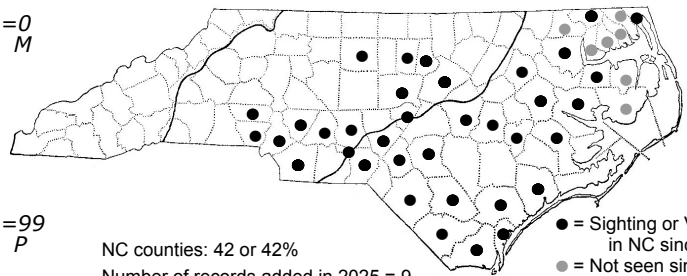 =0
M
=99
P
NC counties: 42 or 42%
Number of records added in 2025 = 9
= Sighting or
in NC sinc
= Not seen sin